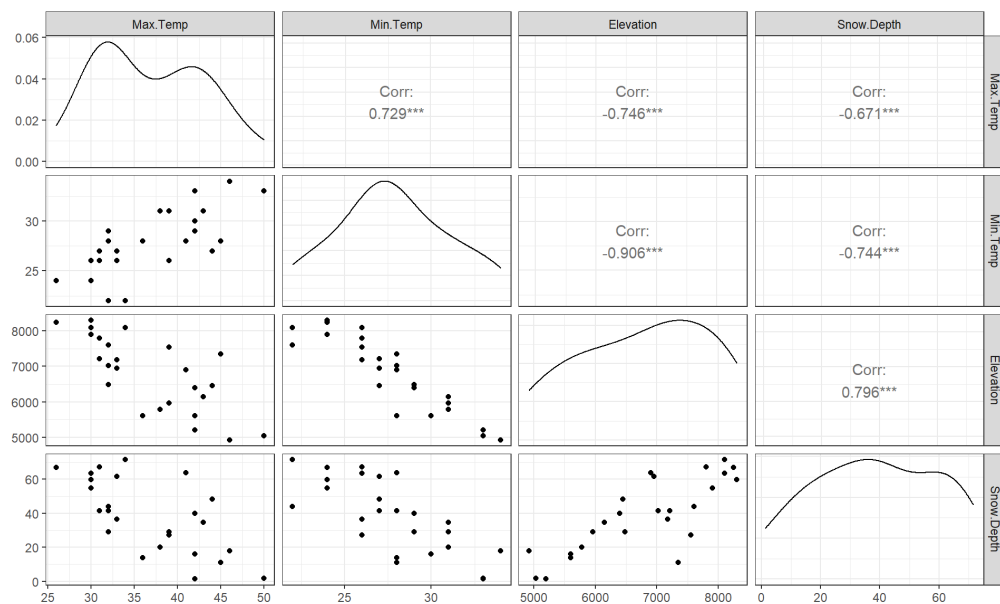 Max.Temp Min.Temp Elevation Snow.Depth
0.06
0.04
0.02
0.00
Corr:
0.729***
Corr:
-0.746***
Corr:
-0.671***
Max.Temp
30
25
Corr:
-0.906***
Corr:
-0.744***
Min.Temp
8000
7000
6000
5000
Corr:
0.796***
Elevation
60
40
20
0
Snow.Depth
25 30 35 40 45 50 25 30 5000 6000 7000 8000 0 20 40 60